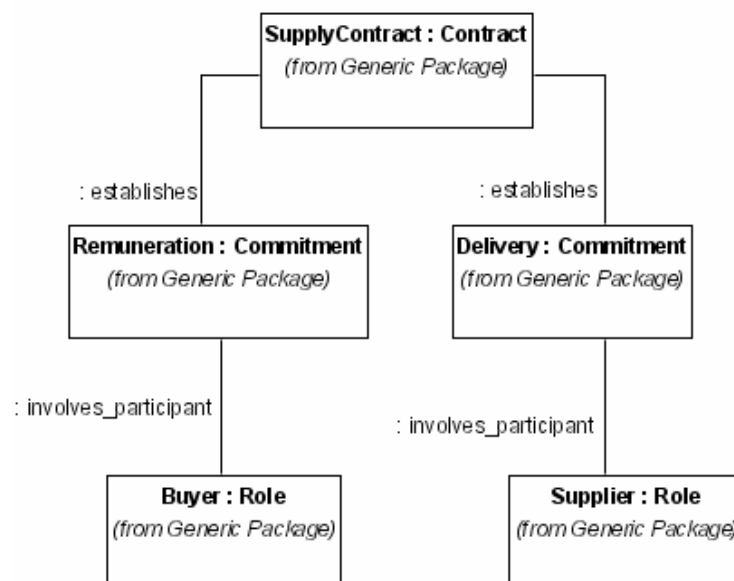 SupplyContract : Contract
(from Generic Package)
: establishes
: establishes
Remuneration : Commitment
(from Generic Package)
Delivery : Commitment
(from Generic Package)
: involves_participant
: involves_participant
Buyer : Role
(from Generic Package)
Supplier : Role
(from Generic Package)